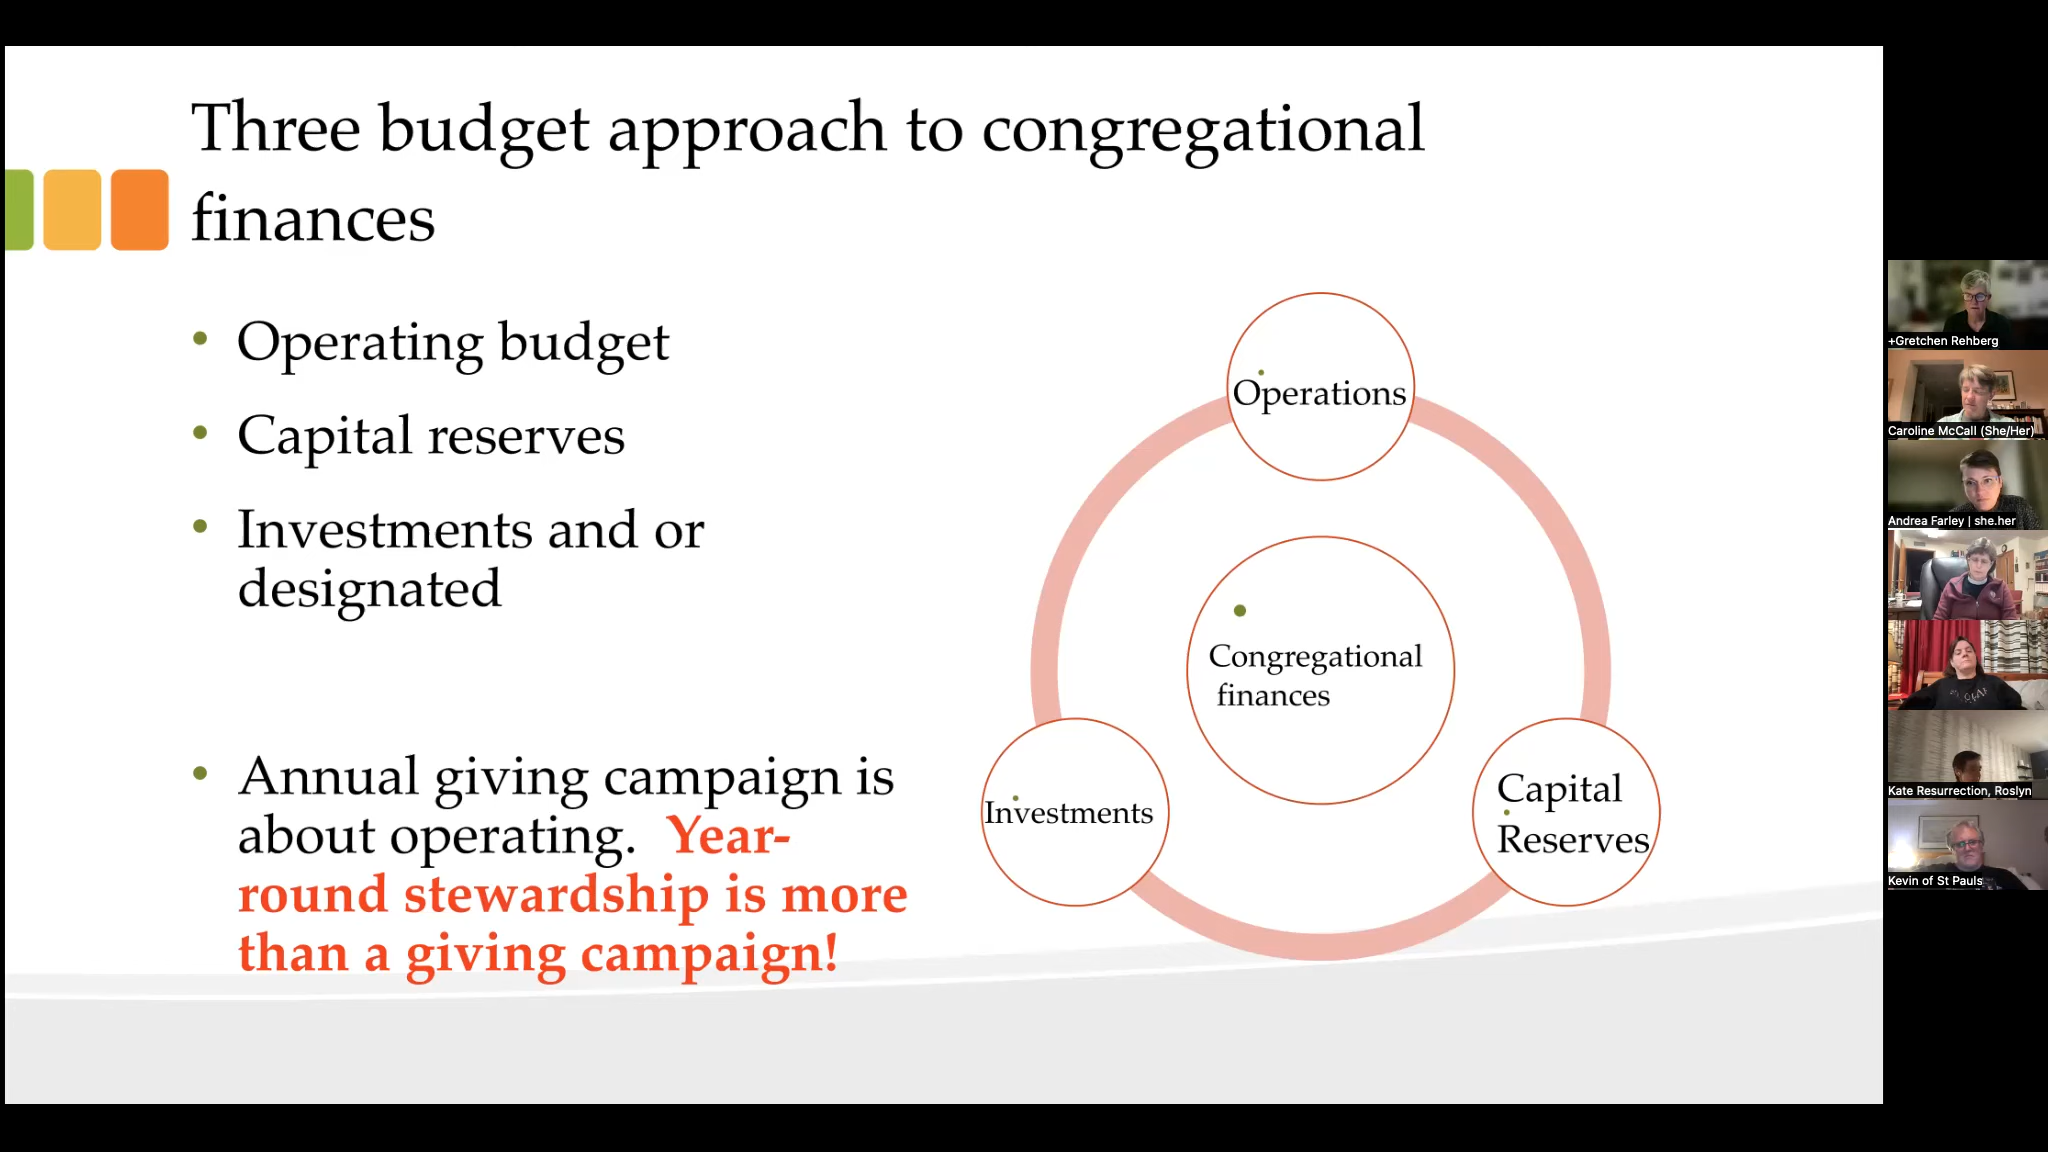 Three budget approach to congregational
finances
• Operating budget
• Capital reserves
• Investments and or
designated
• Annual giving campaign is
about operating. Year-
round stewardship is more
than a giving campaign!
Operations
Congregational
finances
Investments
Capital
Reserves
+Gretchen Rehberg
Caroline McCall (She/Her)
Andrea Farley | she.her
Kate Resurrection, Roslyn
Kevin of St Pauls